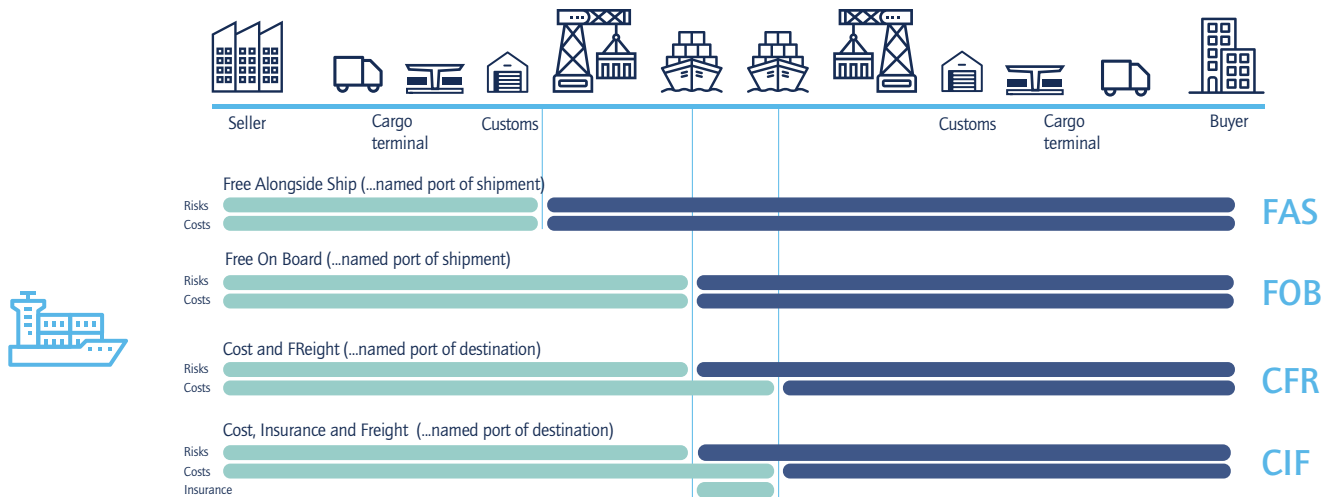 Seller
Cargo
terminal
Customs
Customs
Cargo
terminal
Buyer
Free Alongside Ship (...named port of shipment)
Risks
Costs
FAS
Free On Board (...named port of shipment)
Risks
Costs
FOB
Cost and FReight (...named port of destination)
Risks
Costs
CFR
Cost, Insurance and Freight (...named port of destination)
Risks
Costs
Insurance
CIF